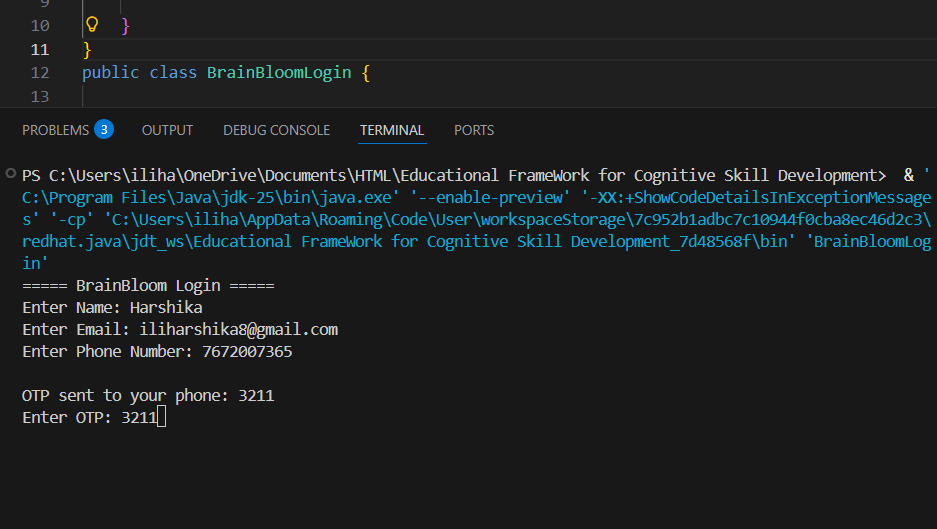 9
10 }
11 }
12 public class BrainBloomLogin {
13
PROBLEMS 3 OUTPUT DEBUG CONSOLE TERMINAL PORTS
PS C:\Users\iliha\OneDrive\Documents\HTML\Educational FrameWork for Cognitive Skill Development>  & '
C:\Program Files\Java\jdk-25\bin\java.exe' '--enable-preview' '-XX:+ShowCodeDetailsInExceptionMessage
s' '-cp' 'C:\Users\iliha\AppData\Roaming\Code\User\workspaceStorage\7c952b1adbc7c10944f0cba8ec46d2c3\
redhat.java\jdt_ws\Educational FrameWork for Cognitive Skill Development_7d48568f\bin' 'BrainBloomLog
in'
===== BrainBloom Login =====
Enter Name: Harshika
Enter Email: iliharshika8@gmail.com
Enter Phone Number: 7672007365
OTP sent to your phone: 3211
Enter OTP: 3211